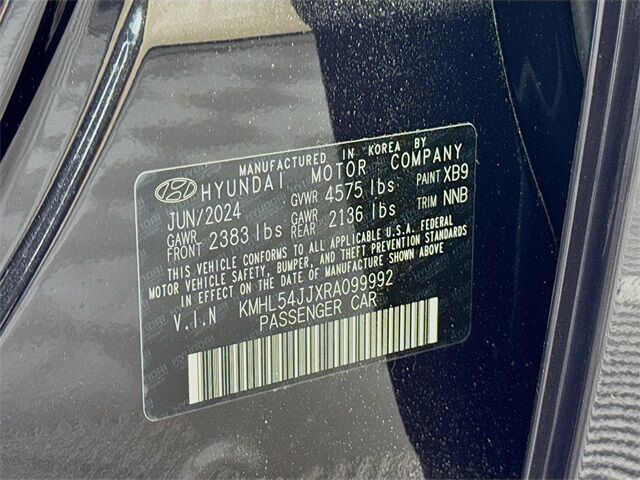 MANUFACTURED IN KOREA BY
HYUNDAI MOTOR COMPANY
JUN/2024 GVWR 4575 lbs PAINT XB9
GAWR FRONT 2383 lbs GAWR REAR 2136 lbs TRIM NNB
THIS VEHICLE CONFORMS TO ALL APPLICABLE U.S.A. FEDERAL
MOTOR VEHICLE SAFETY, BUMPER, AND THEFT PREVENTION STANDARDS
IN EFFECT ON THE DATE OF MANUFACTURE SHOWN ABOVE.
V.I.N KMHL54JJXRA099992
PASSENGER CAR